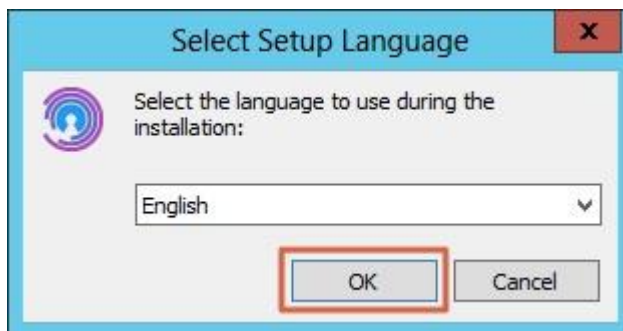 Select Setup Language
x
Select the language to use during the
installation:
English
OK
Cancel